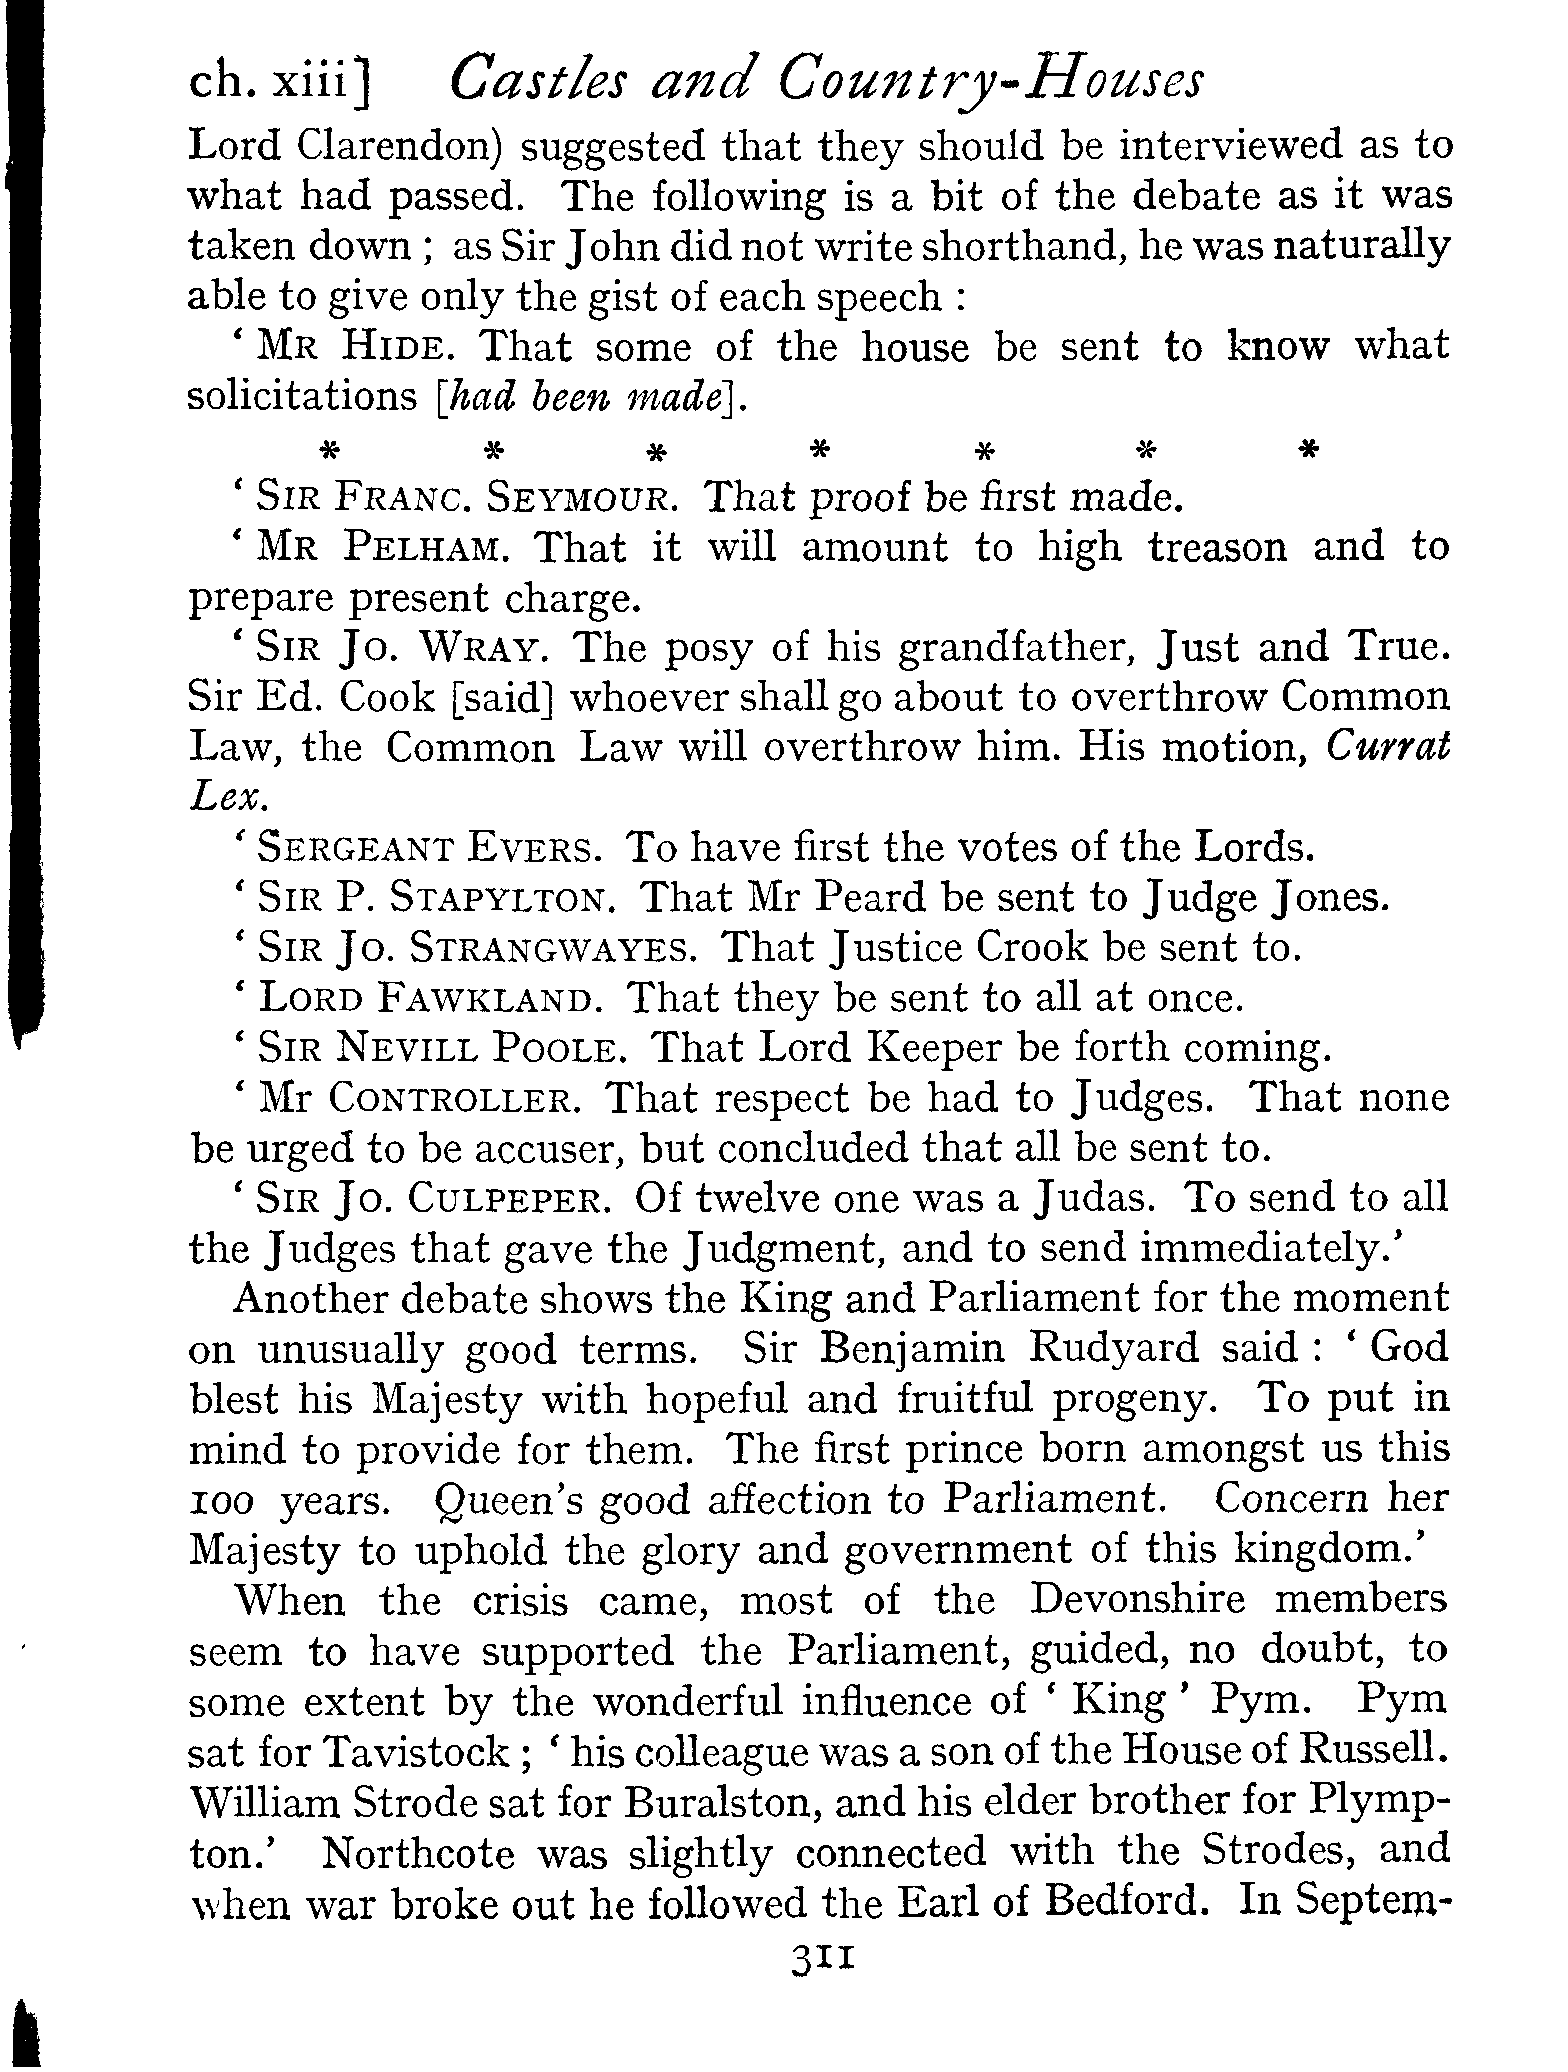 ch. xiii] Castles and Country-Houses
Lord Clarendon) suggested that they should be interviewed as to
what had passed. The following is a bit of the debate as it was
taken down ; as Sir John did not write shorthand, he was naturally
able to give only the gist of each speech :
‘ MR HIDE. That some of the house be sent to know what
solicitations [had been made].
* * * * * * *
‘ SIR FRANC. SEYMOUR. That proof be first made.
‘ MR PELHAM. That it will amount to high treason and to
prepare present charge.
‘ SIR JO. WRAY. The posy of his grandfather, Just and True.
Sir Ed. Cook [said] whoever shall go about to overthrow Common
Law, the Common Law will overthrow him. His motion, Currat
Lex.
‘ SERGEANT EVERS. To have first the votes of the Lords.
‘ SIR P. STAPYLTON. That Mr Peard be sent to Judge Jones.
‘ SIR JO. STRANGWAYES. That Justice Crook be sent to.
‘ LORD FAWKLAND. That they be sent to all at once.
‘ SIR NEVILL POOLE. That Lord Keeper be forth coming.
‘ Mr CONTROLLER. That respect be had to Judges. That none
be urged to be accuser, but concluded that all be sent to.
‘ SIR JO. CULPEPER. Of twelve one was a Judas. To send to all
the Judges that gave the Judgment, and to send immediately.’
Another debate shows the King and Parliament for the moment
on unusually good terms. Sir Benjamin Rudyard said : ‘ God
blest his Majesty with hopeful and fruitful progeny. To put in
mind to provide for them. The first prince born amongst us this
100 years. Queen’s good affection to Parliament. Concern her
Majesty to uphold the glory and government of this kingdom.’
When the crisis came, most of the Devonshire members
seem to have supported the Parliament, guided, no doubt, to
some extent by the wonderful influence of ‘ King ’ Pym. Pym
sat for Tavistock ; ‘ his colleague was a son of the House of Russell.
William Strode sat for Buralston, and his elder brother for Plymp-
ton.’ Northcote was slightly connected with the Strodes, and
when war broke out he followed the Earl of Bedford. In Septem-
311